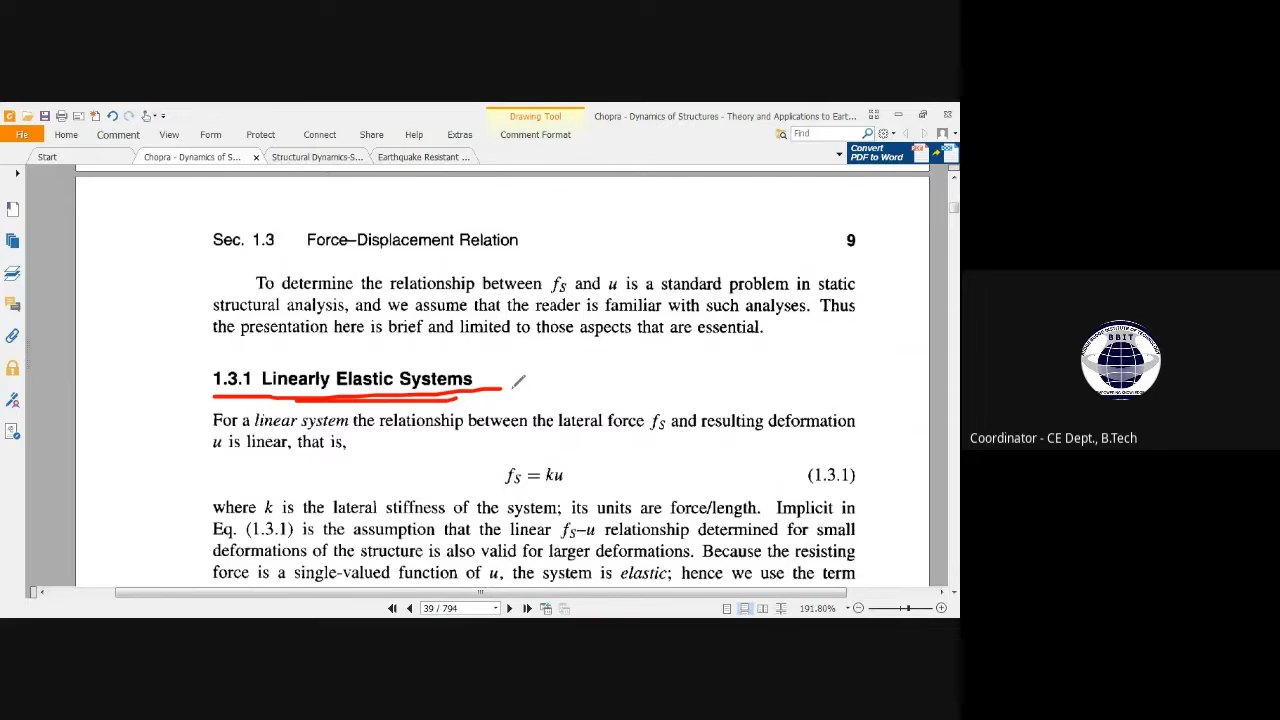 Drawing Tool
Chopra - Dynamics of Structures - Theory and Applications to Eart...
File Home Comment View Form Protect Connect Share Help Extras Comment Format
Find
Start Chopra - Dynamics of S... × Structural Dynamics-S... Earthquake Resistant ...
Convert
PDF to Word
Sec. 1.3 Force–Displacement Relation 9
To determine the relationship between fS and u is a standard problem in static
structural analysis, and we assume that the reader is familiar with such analyses. Thus
the presentation here is brief and limited to those aspects that are essential.
1.3.1 Linearly Elastic Systems
For a linear system the relationship between the lateral force fS and resulting deformation
u is linear, that is,
fS = ku (1.3.1)
where k is the lateral stiffness of the system; its units are force/length. Implicit in
Eq. (1.3.1) is the assumption that the linear fS–u relationship determined for small
deformations of the structure is also valid for larger deformations. Because the resisting
force is a single-valued function of u, the system is elastic; hence we use the term
39 / 794
191.80%
BBIT
Coordinator - CE Dept., B.Tech